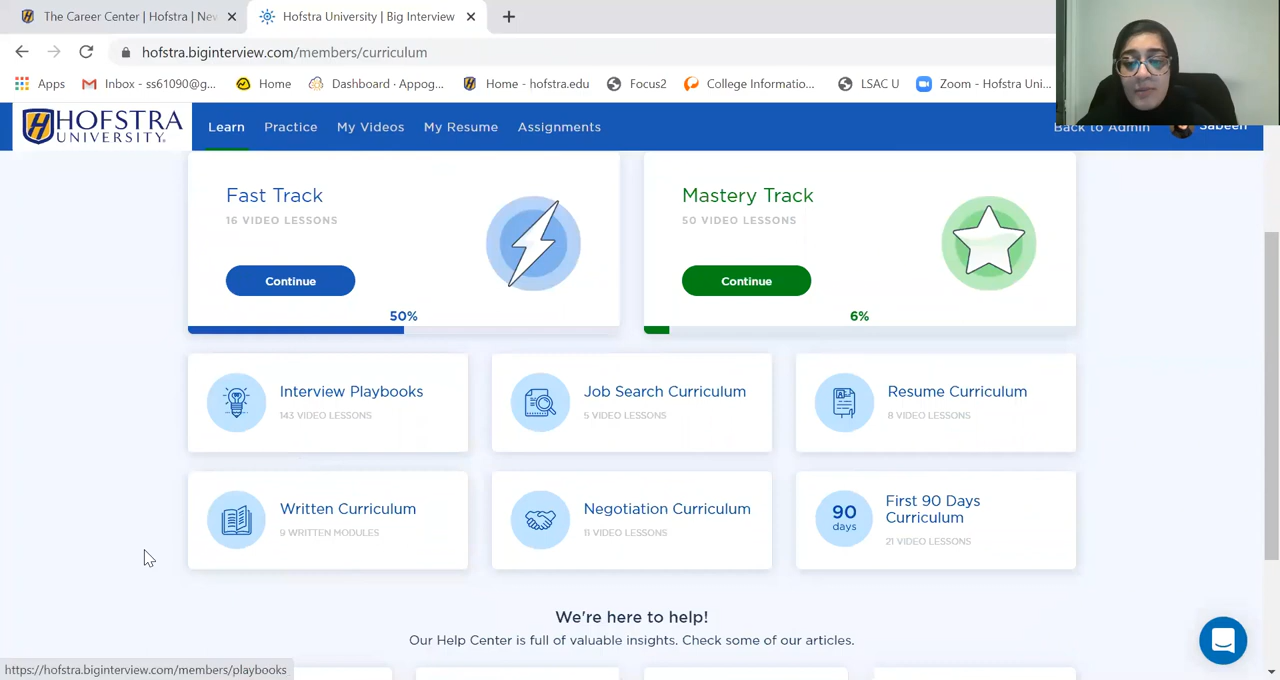 The Career Center | Hofstra | Nev
Hofstra University | Big Interview
hofstra.biginterview.com/members/curriculum
Apps
Inbox - ss61090@g...
Home
Dashboard · Appog...
Home - hofstra.edu
Focus2
College Informatio...
LSAC U
Zoom - Hofstra Uni...
HOFSTRA
UNIVERSITY
Learn
Practice
My Videos
My Resume
Assignments
Back to Admin
Sabeen
Fast Track
16 VIDEO LESSONS
Continue
50%
Mastery Track
50 VIDEO LESSONS
Continue
6%
Interview Playbooks
143 VIDEO LESSONS
Job Search Curriculum
5 VIDEO LESSONS
Resume Curriculum
8 VIDEO LESSONS
Written Curriculum
9 WRITTEN MODULES
Negotiation Curriculum
11 VIDEO LESSONS
90
days
First 90 Days
Curriculum
21 VIDEO LESSONS
We're here to help!
Our Help Center is full of valuable insights. Check some of our articles.
https://hofstra.biginterview.com/members/playbooks